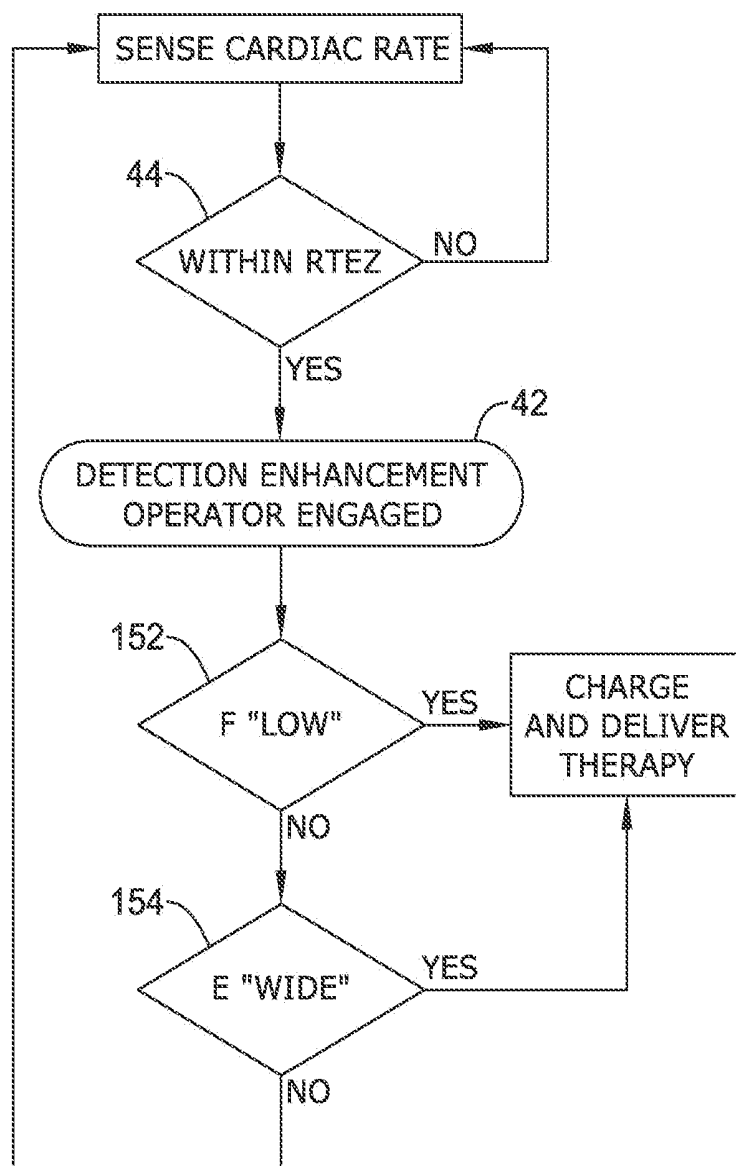 SENSE CARDIAC RATE
44
WITHIN RTEZ
NO
YES
42
DETECTION ENHANCEMENT
OPERATOR ENGAGED
152
F "LOW"
YES
CHARGE
AND DELIVER
THERAPY
NO
154
E "WIDE"
YES
NO